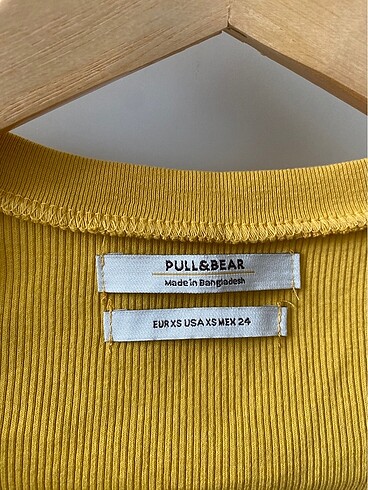 PULL&BEAR
Made in Bangladesh
EUR XS USA XS MEX 24